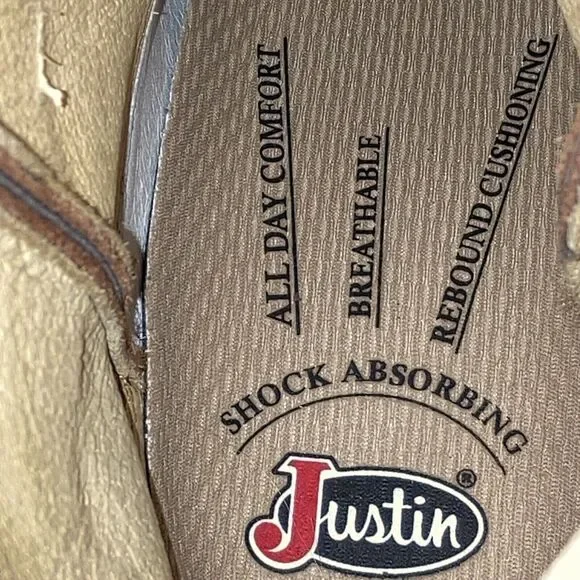 ALL DAY COMFORT
BREATHABLE
REBOUND CUSHIONING
SHOCK ABSORBING
Justin®